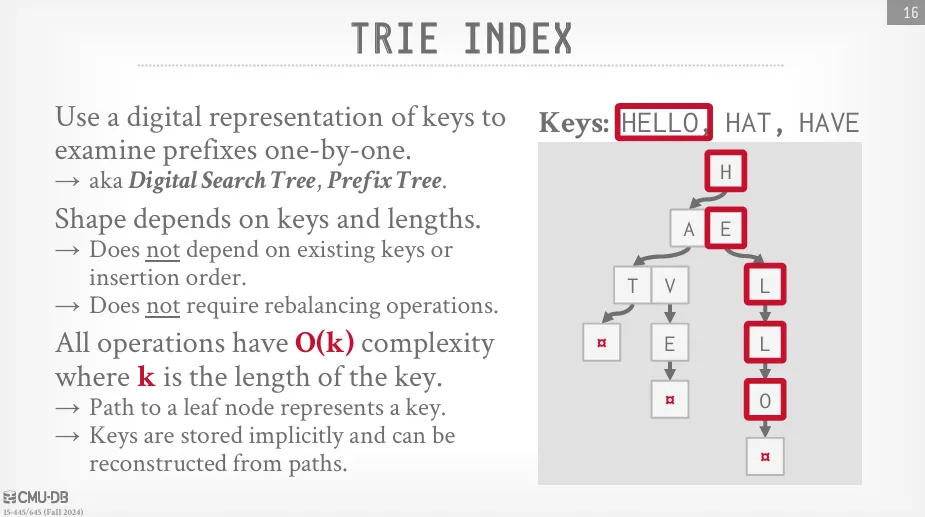 16
TRIE INDEX
Use a digital representation of keys to
examine prefixes one-by-one.
→ aka Digital Search Tree, Prefix Tree.
Shape depends on keys and lengths.
→ Does not depend on existing keys or
insertion order.
→ Does not require rebalancing operations.
All operations have O(k) complexity
where k is the length of the key.
→ Path to a leaf node represents a key.
→ Keys are stored implicitly and can be
reconstructed from paths.
Keys: HELLO, HAT, HAVE
H
A E
T V L
¤ E L
¤ O
¤
CMU·DB
15-445/645 (Fall 2024)